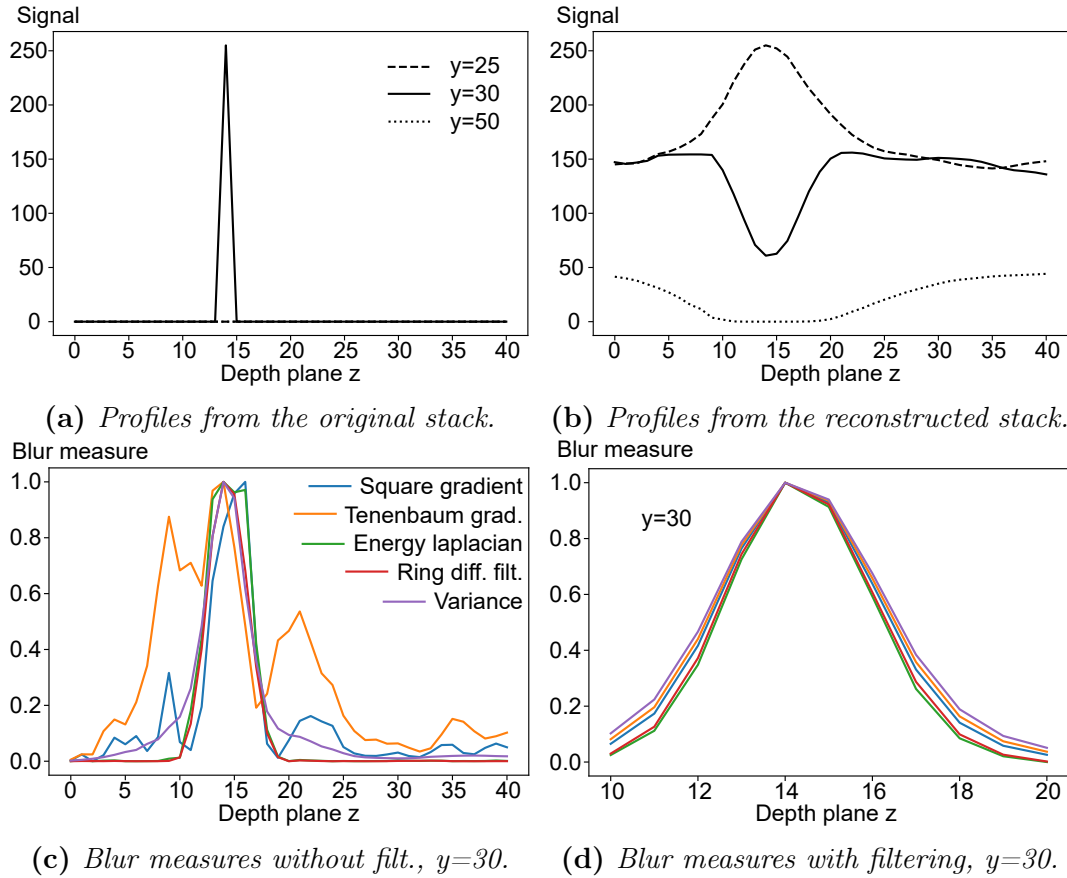 Signal
250
200
150
100
50
0
y=25
y=30
y=50
0 5 10 15 20 25 30 35 40
Depth plane z
(a) Profiles from the original stack.
Signal
250
200
150
100
50
0
0 5 10 15 20 25 30 35 40
Depth plane z
(b) Profiles from the reconstructed stack.
Blur measure
1.0
0.8
0.6
0.4
0.2
0.0
Square gradient
Tenenbaum grad.
Energy laplacian
Ring diff. filt.
Variance
0 5 10 15 20 25 30 35 40
Depth plane z
(c) Blur measures without filt., y=30.
Blur measure
1.0
0.8
0.6
0.4
0.2
0.0
y=30
10 12 14 16 18 20
Depth plane z
(d) Blur measures with filtering, y=30.